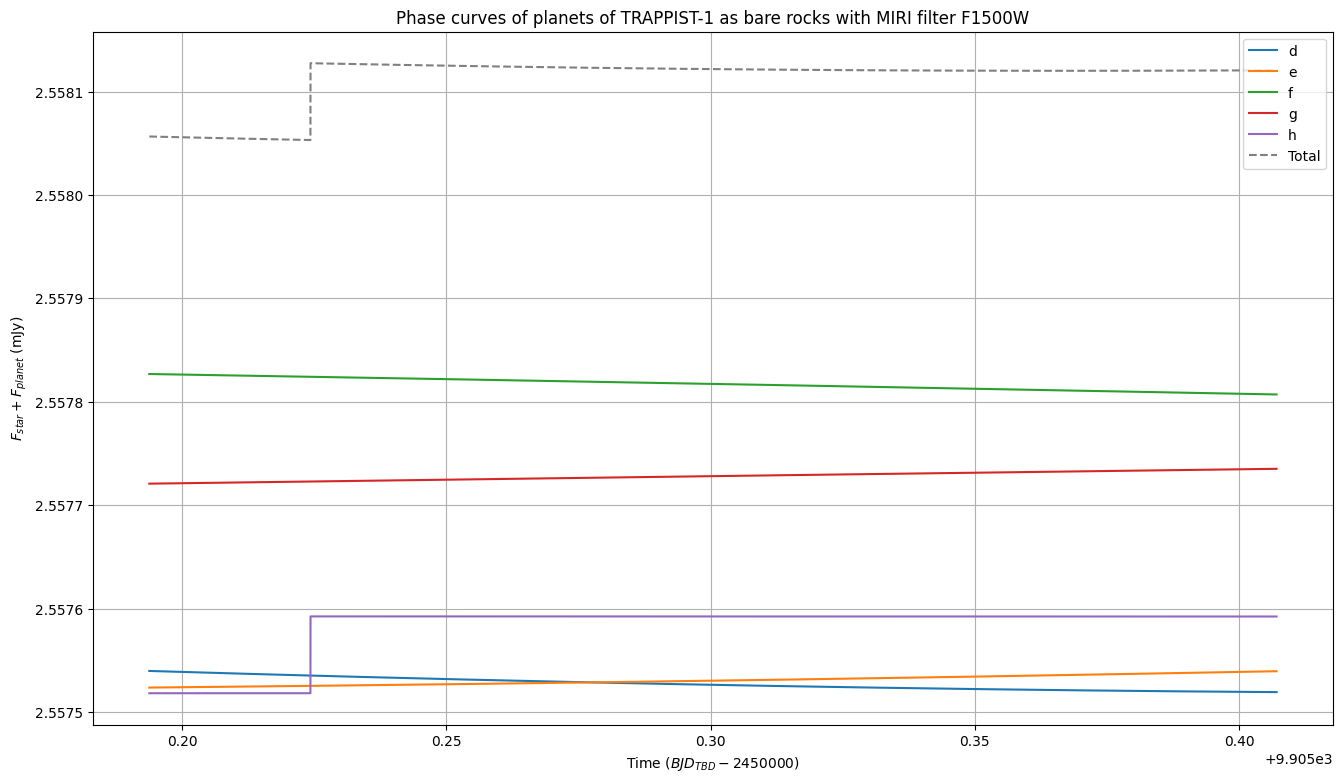 Phase curves of planets of TRAPPIST-1 as bare rocks with MIRI filter F1500W
d
e
f
g
h
Total
2.5581
2.5580
2.5579
2.5578
2.5577
2.5576
2.5575
F_star + F_planet (mJy)
0.20
0.25
0.30
0.35
0.40
+9.905e3
Time (BJD_TBD − 2450000)